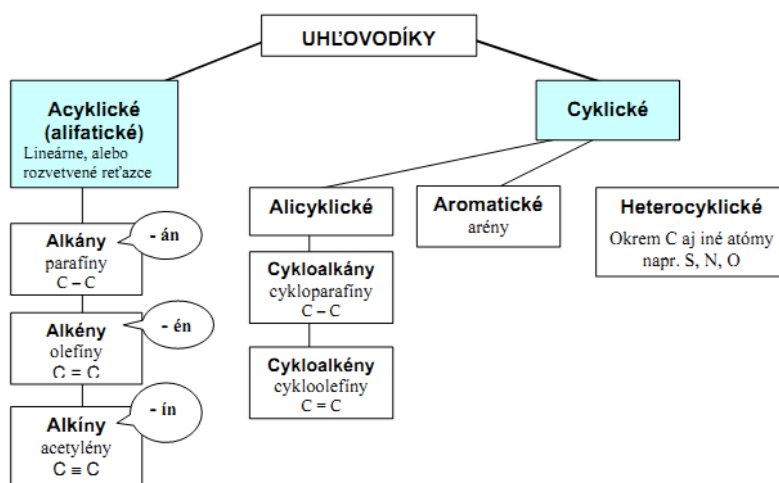 UHĽOVODÍKY
Acyklické
(alifatické)
Lineárne, alebo
rozvetvené reťazce
Cyklické
Alkány
parafíny
C – C
- án
Alkény
olefíny
C = C
- én
Alkíny
acetylény
C ≡ C
- ín
Alicyklické
Cykloalkány
cykloparafíny
C – C
Cykloalkény
cykloolefíny
C = C
Aromatické
arény
Heterocyklické
Okrem C aj iné atómy
napr. S, N, O